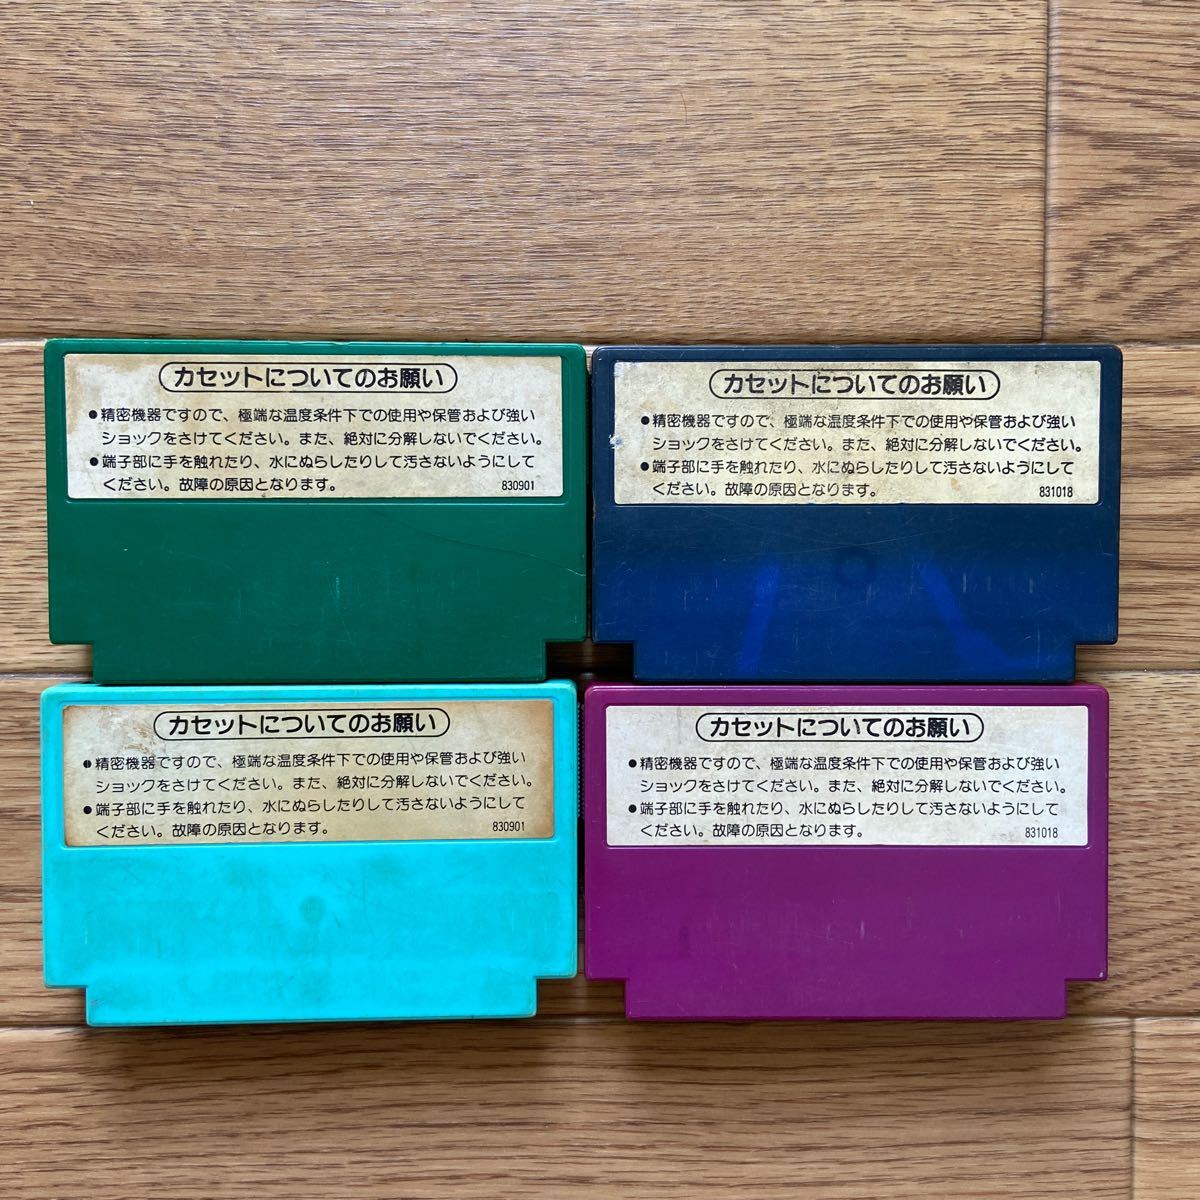 カセットについてのお願い
●精密機器ですので、極端な温度条件下での使用や保管および強い
ショックをさけてください。また、絶対に分解しないでください。
●端子部に手を触れたり、水にぬらしたりして汚さないようにして
ください。故障の原因となります。 830901
カセットについてのお願い
●精密機器ですので、極端な温度条件下での使用や保管および強い
ショックをさけてください。また、絶対に分解しないでください。
●端子部に手を触れたり、水にぬらしたりして汚さないようにして
ください。故障の原因となります。 831018
カセットについてのお願い
●精密機器ですので、極端な温度条件下での使用や保管および強い
ショックをさけてください。また、絶対に分解しないでください。
●端子部に手を触れたり、水にぬらしたりして汚さないようにして
ください。故障の原因となります。 830901
カセットについてのお願い
●精密機器ですので、極端な温度条件下での使用や保管および強い
ショックをさけてください。また、絶対に分解しないでください。
●端子部に手を触れたり、水にぬらしたりして汚さないようにして
ください。故障の原因となります。 831018